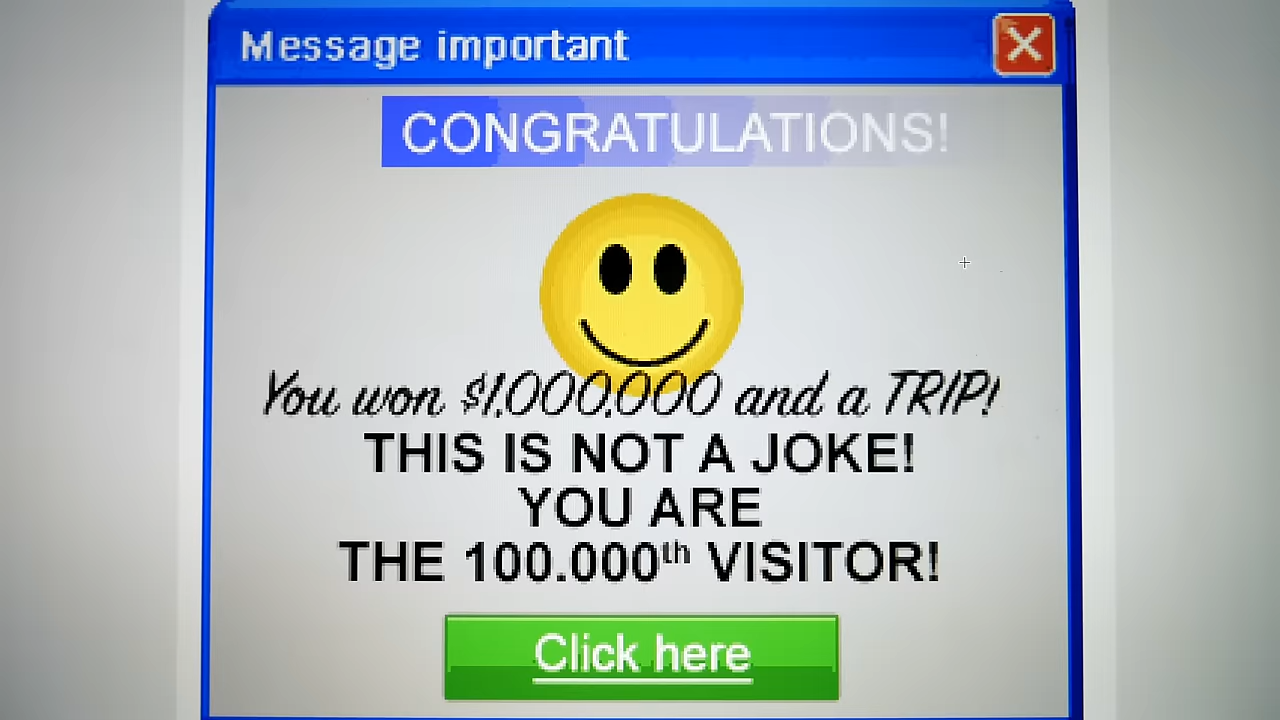 Message important
CONGRATULATIONS!
You won $1,000,000 and a TRIP!
THIS IS NOT A JOKE!
YOU ARE
THE 100.000th VISITOR!
Click here